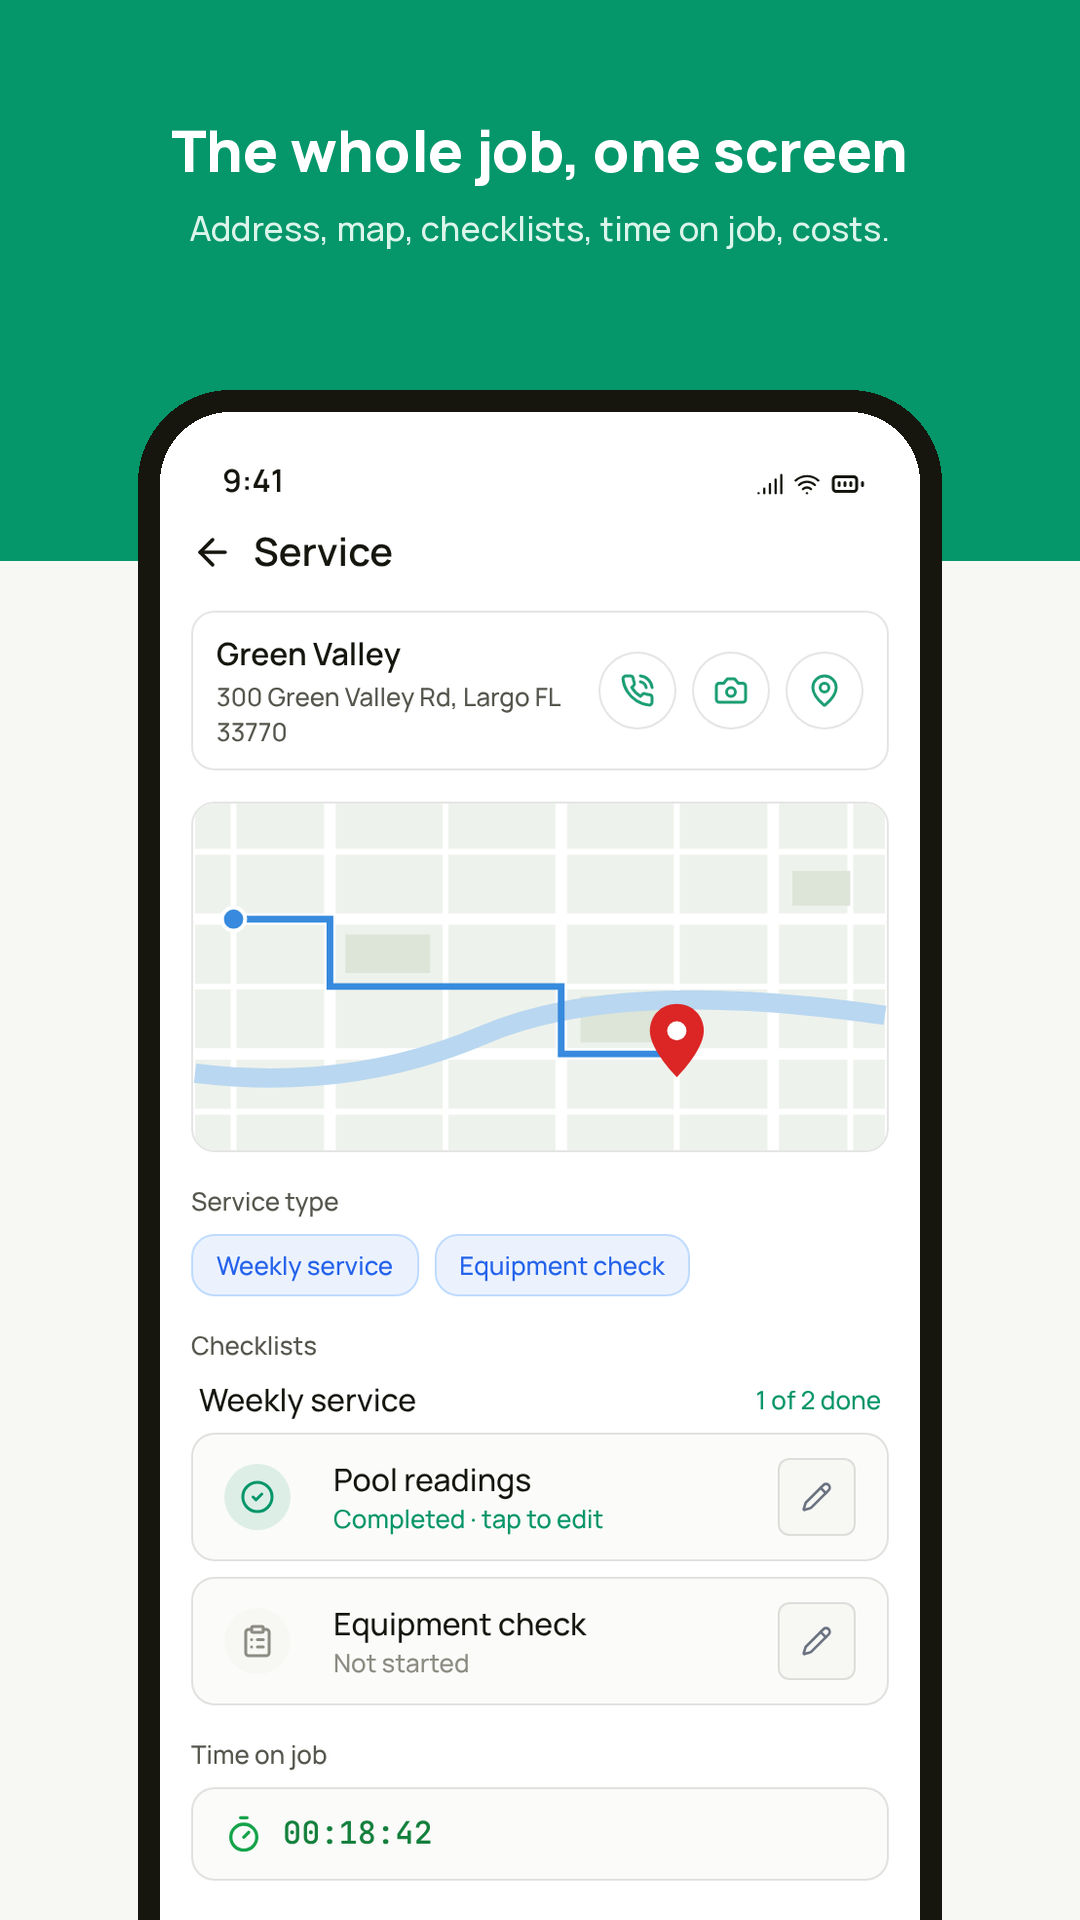 The whole job, one screen
Address, map, checklists, time on job, costs.
9:41
Service
Green Valley
300 Green Valley Rd, Largo FL
33770
Service type
Weekly service
Equipment check
Checklists
Weekly service
1 of 2 done
Pool readings
Completed · tap to edit
Equipment check
Not started
Time on job
00:18:42